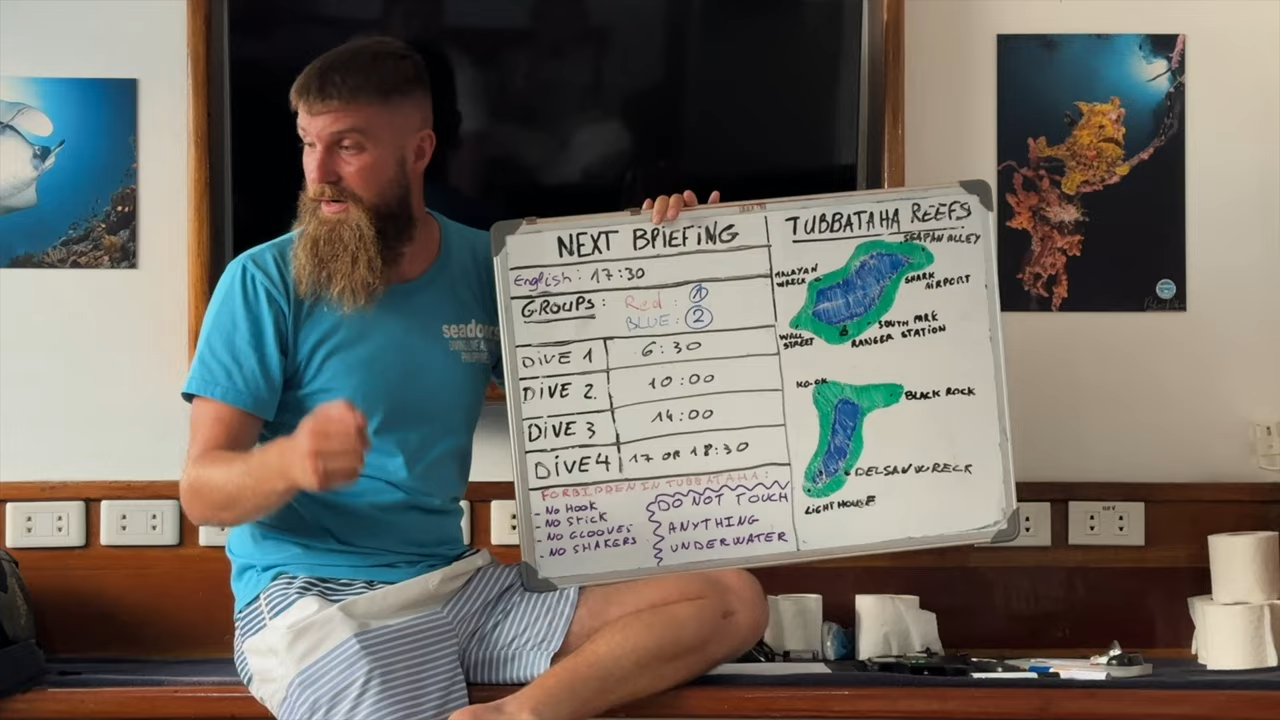 NEXT BRIEFING
English: 17:30
GROUPS: Red: 1
BLUE: 2
DIVE 1 6:30
DIVE 2. 10:00
DIVE 3 14:00
DIVE4 17 OR 18:30
FORBIDDEN IN TUBBATAHA:
- NO HOOK
- NO STICK
- NO GLOOVES
- NO SHAKERS
DO NOT TOUCH
ANYTHING
UNDERWATER
TUBBATAHA REEFS
SEAFAN ALLEY
MALAYAN
WRECK
SHARK
AIRPORT
WALL
STREET
SOUTH PARK
RANGER STATION
KO-OK
BLACK ROCK
DELSAN WRECK
LIGHTHOUSE
seadoors